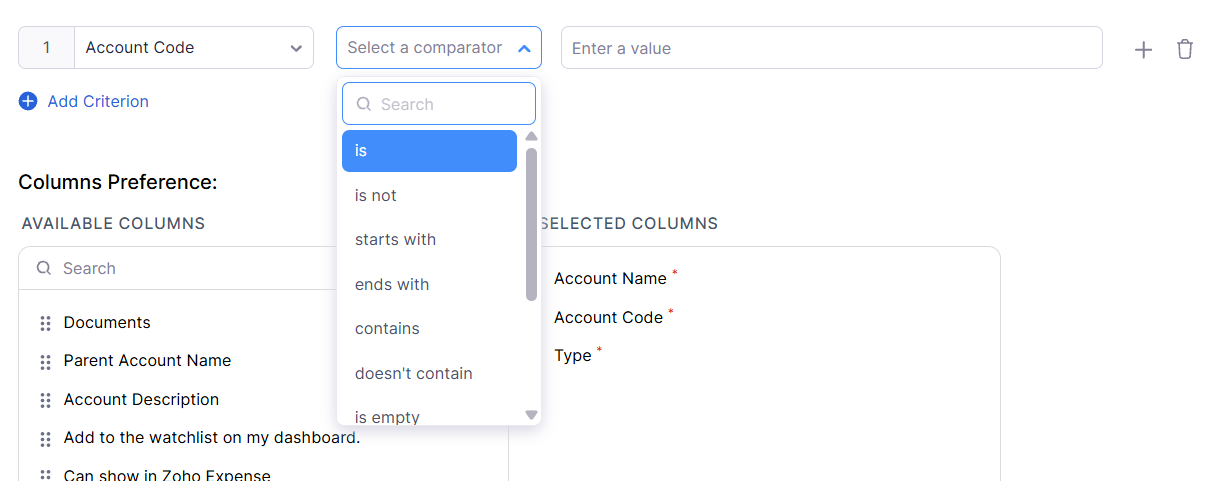 1 Account Code Select a comparator Enter a value
Add Criterion
Search
is
is not
starts with
ends with
contains
doesn't contain
is empty
Columns Preference:
AVAILABLE COLUMNS
Search
Documents
Parent Account Name
Account Description
Add to the watchlist on my dashboard.
Can show in Zoho Expense
SELECTED COLUMNS
Account Name *
Account Code *
Type *